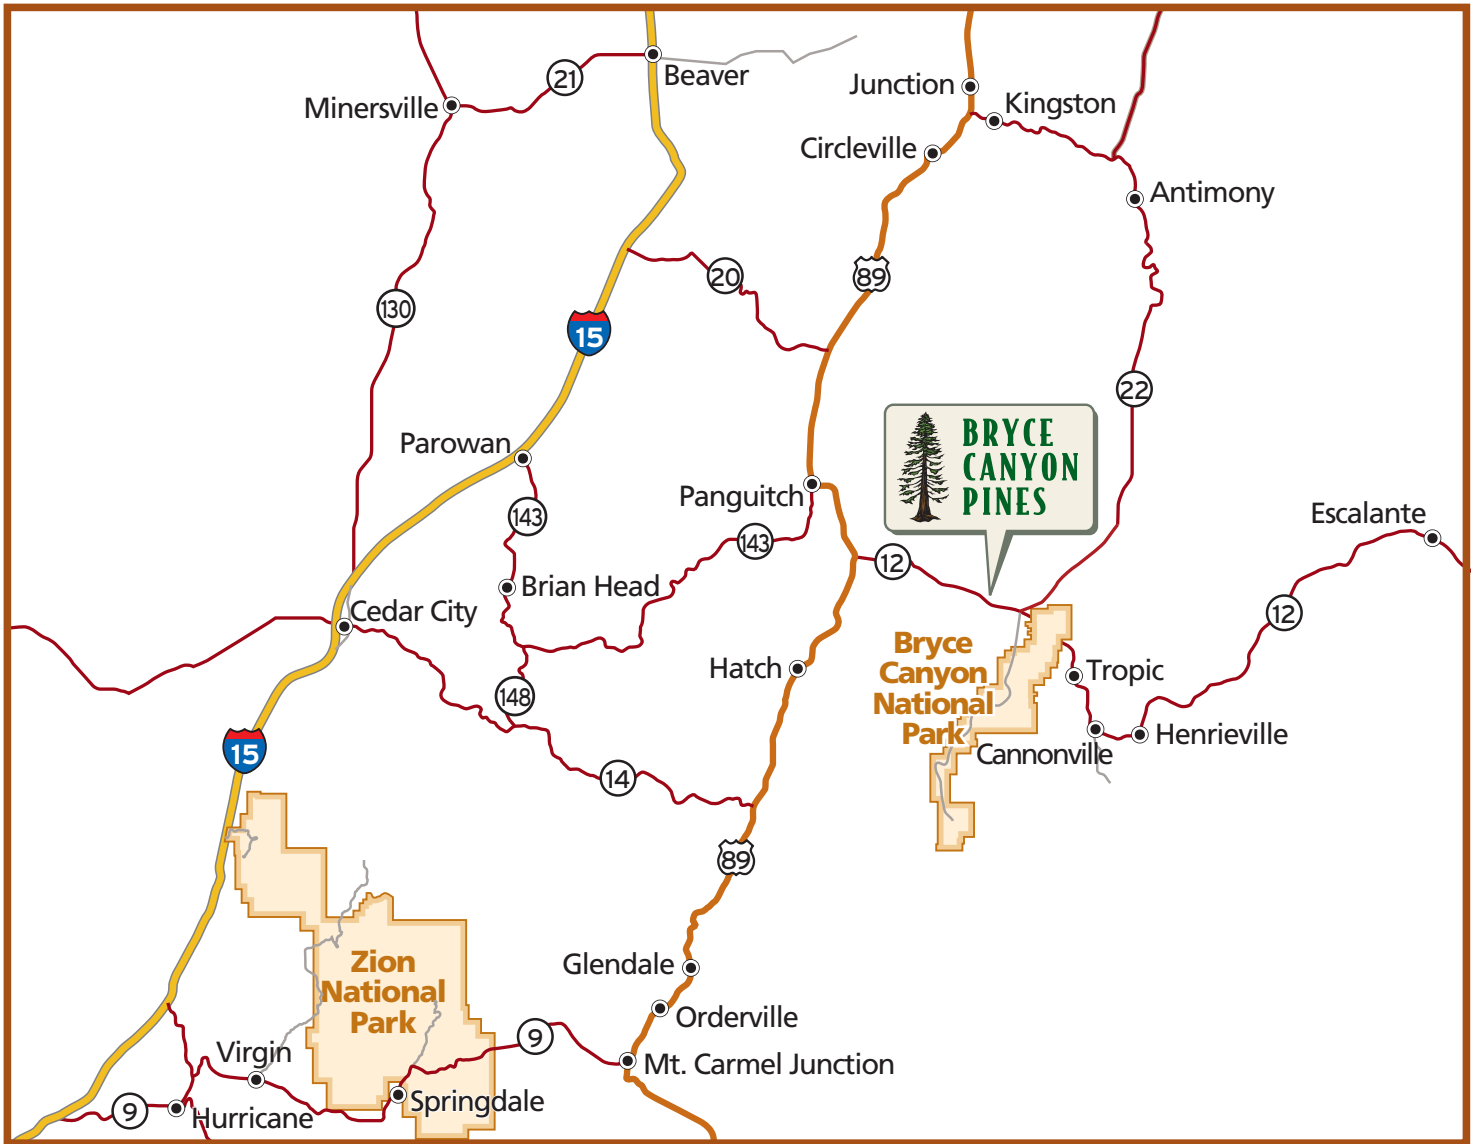 Beaver
21
Minersville
Junction
Kingston
Circleville
Antimony
89
20
130
15
22
BRYCE
CANYON
PINES
Parowan
Panguitch
143
143
Escalante
12
Brian Head
Cedar City
12
Bryce
Canyon
National
Park
Hatch
Tropic
148
Cannonville
Henrieville
15
14
89
Zion
National
Park
Glendale
Orderville
9
Virgin
Mt. Carmel Junction
Springdale
9
Hurricane